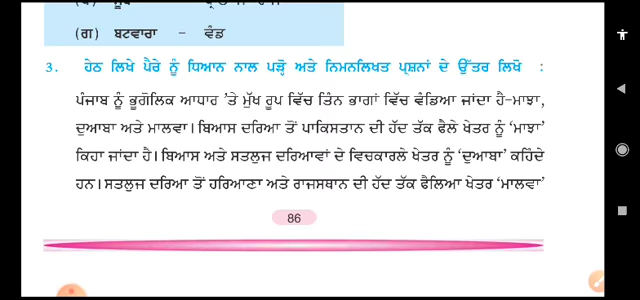 (ਗ) ਬਟਵਾਰਾ – ਵੰਡ
3. ਹੇਠ ਲਿਖੇ ਪੈਰੇ ਨੂੰ ਧਿਆਨ ਨਾਲ ਪੜ੍ਹੋ ਅਤੇ ਨਿਮਨਲਿਖਤ ਪ੍ਰਸ਼ਨਾਂ ਦੇ ਉੱਤਰ ਲਿਖੋ :
ਪੰਜਾਬ ਨੂੰ ਭੂਗੋਲਿਕ ਆਧਾਰ 'ਤੇ ਮੁੱਖ ਰੂਪ ਵਿੱਚ ਤਿੰਨ ਭਾਗਾਂ ਵਿੱਚ ਵੰਡਿਆ ਜਾਂਦਾ ਹੈ-ਮਾਝਾ,
ਦੁਆਬਾ ਅਤੇ ਮਾਲਵਾ। ਬਿਆਸ ਦਰਿਆ ਤੋਂ ਪਾਕਿਸਤਾਨ ਦੀ ਹੱਦ ਤੱਕ ਫੈਲੇ ਖੇਤਰ ਨੂੰ 'ਮਾਝਾ'
ਕਿਹਾ ਜਾਂਦਾ ਹੈ। ਬਿਆਸ ਅਤੇ ਸਤਲੁਜ ਦਰਿਆਵਾਂ ਦੇ ਵਿਚਕਾਰਲੇ ਖੇਤਰ ਨੂੰ 'ਦੁਆਬਾ' ਕਹਿੰਦੇ
ਹਨ। ਸਤਲੁਜ ਦਰਿਆ ਤੋਂ ਹਰਿਆਣਾ ਅਤੇ ਰਾਜਸਥਾਨ ਦੀ ਹੱਦ ਤੱਕ ਫੈਲਿਆ ਖੇਤਰ 'ਮਾਲਵਾ'
86